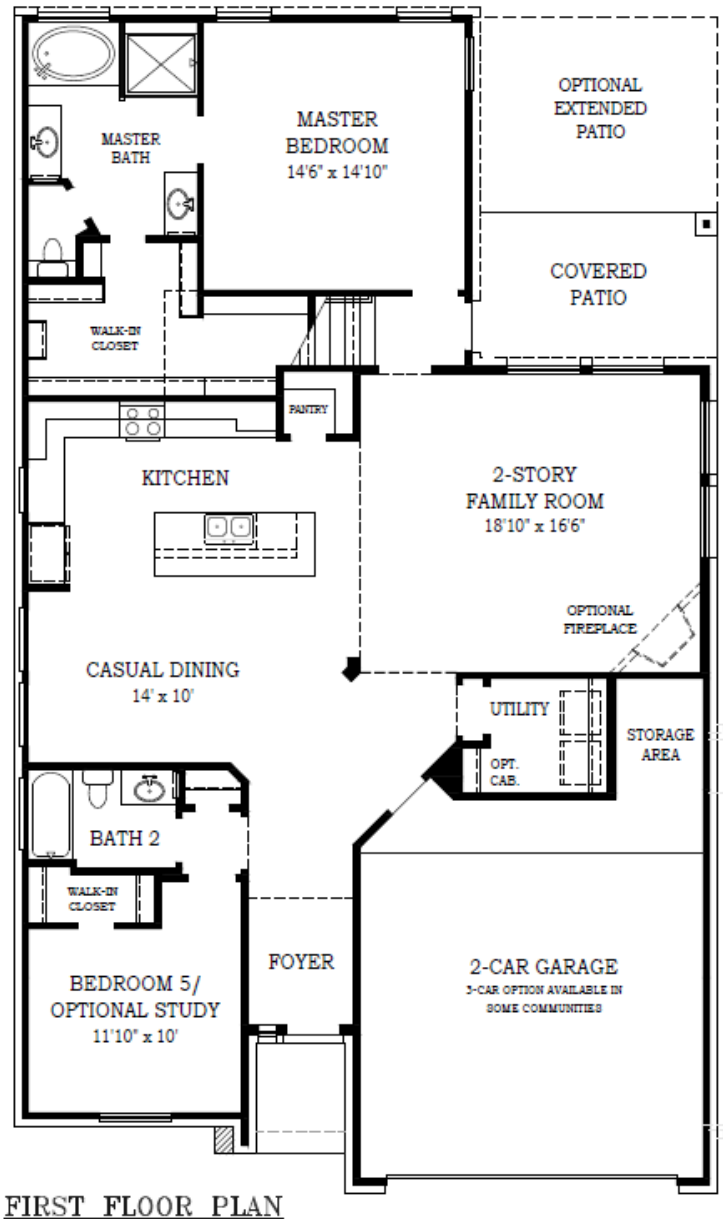 OPTIONAL
EXTENDED
PATIO
MASTER
BEDROOM
14'6" x 14'10"
MASTER
BATH
COVERED
PATIO
WALK-IN
CLOSET
PANTRY
KITCHEN
2-STORY
FAMILY ROOM
18'10" x 16'6"
OPTIONAL
FIREPLACE
CASUAL DINING
14' x 10'
UTILITY
OPT.
CAB.
STORAGE
AREA
BATH 2
WALK-IN
CLOSET
FOYER
2-CAR GARAGE
3-CAR OPTION AVAILABLE IN
SOME COMMUNITIES
BEDROOM 5/
OPTIONAL STUDY
11'10" x 10'
FIRST FLOOR PLAN